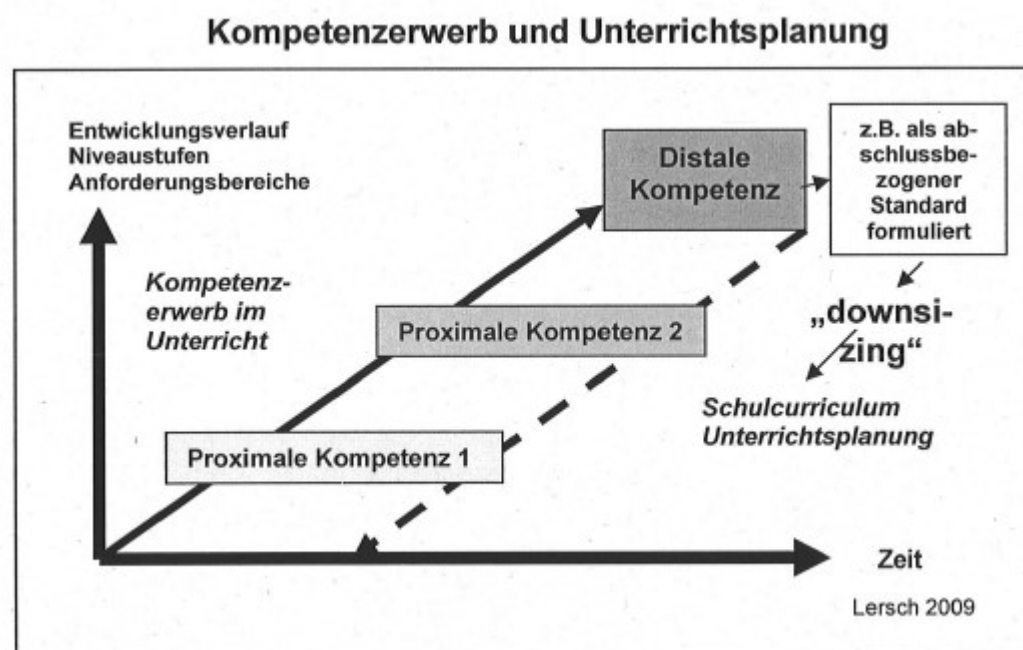 Kompetenzerwerb und Unterrichtsplanung
Entwicklungsverlauf
Niveaustufen
Anforderungsbereiche
Distale
Kompetenz
z.B. als ab-
schlussbe-
zogener
Standard
formuliert
Kompetenz-
erwerb im
Unterricht
Proximale Kompetenz 2
„downsi-
zing“
Schulcurriculum
Unterrichtsplanung
Proximale Kompetenz 1
Zeit
Lersch 2009